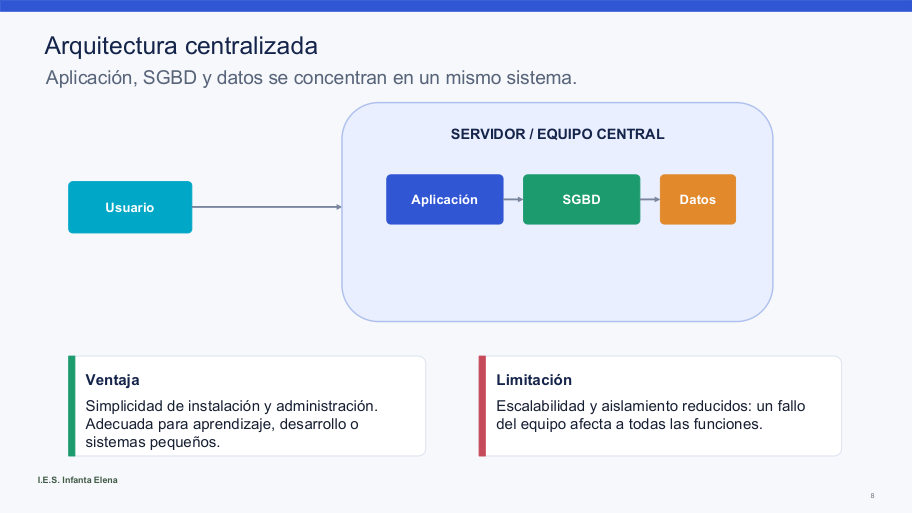 Arquitectura centralizada
Aplicación, SGBD y datos se concentran en un mismo sistema.
SERVIDOR / EQUIPO CENTRAL
Usuario
Aplicación
SGBD
Datos
Ventaja
Simplicidad de instalación y administración.
Adecuada para aprendizaje, desarrollo o
sistemas pequeños.
Limitación
Escalabilidad y aislamiento reducidos: un fallo
del equipo afecta a todas las funciones.
I.E.S. Infanta Elena
8